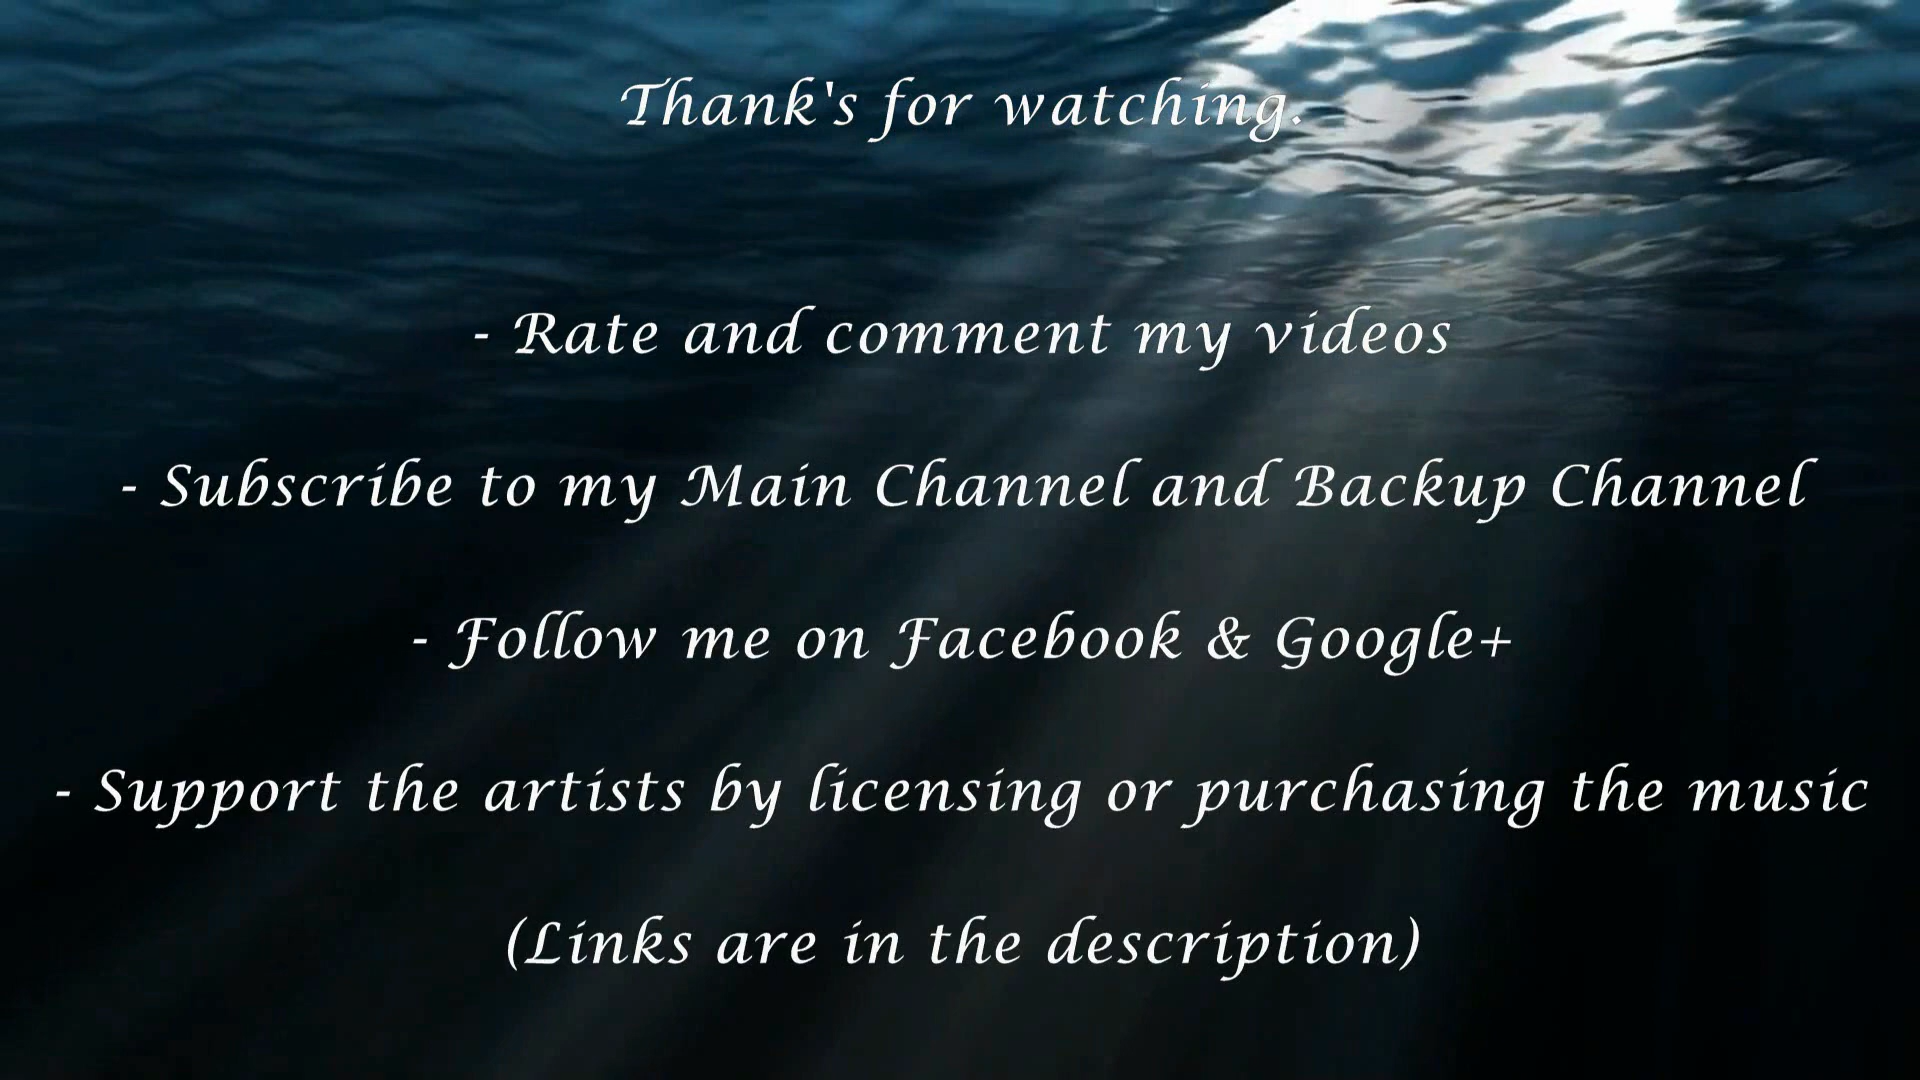 Thank's for watching.
- Rate and comment my videos
- Subscribe to my Main Channel and Backup Channel
- Follow me on Facebook & Google+
- Support the artists by licensing or purchasing the music
(Links are in the description)